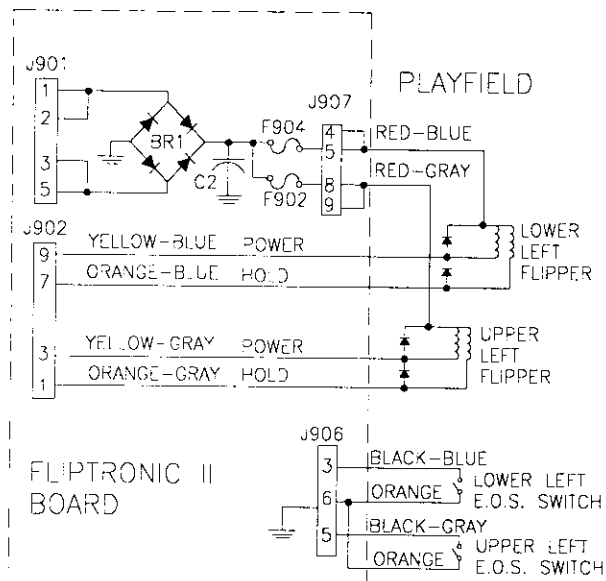 J901
1
2
3
5
BR1
C2
F904
F902
J907
4
5
8
9
PLAYFIELD
RED-BLUE
RED-GRAY
J902
9 YELLOW-BLUE POWER
7 ORANGE-BLUE HOLD
3 YELLOW-GRAY POWER
1 ORANGE-GRAY HOLD
LOWER
LEFT
FLIPPER
UPPER
LEFT
FLIPPER
FLIPTRONIC II
BOARD
J906
3 BLACK-BLUE
6 ORANGE
5 BLACK-GRAY
ORANGE
LOWER LEFT
E.O.S. SWITCH
UPPER LEFT
E.O.S. SWITCH